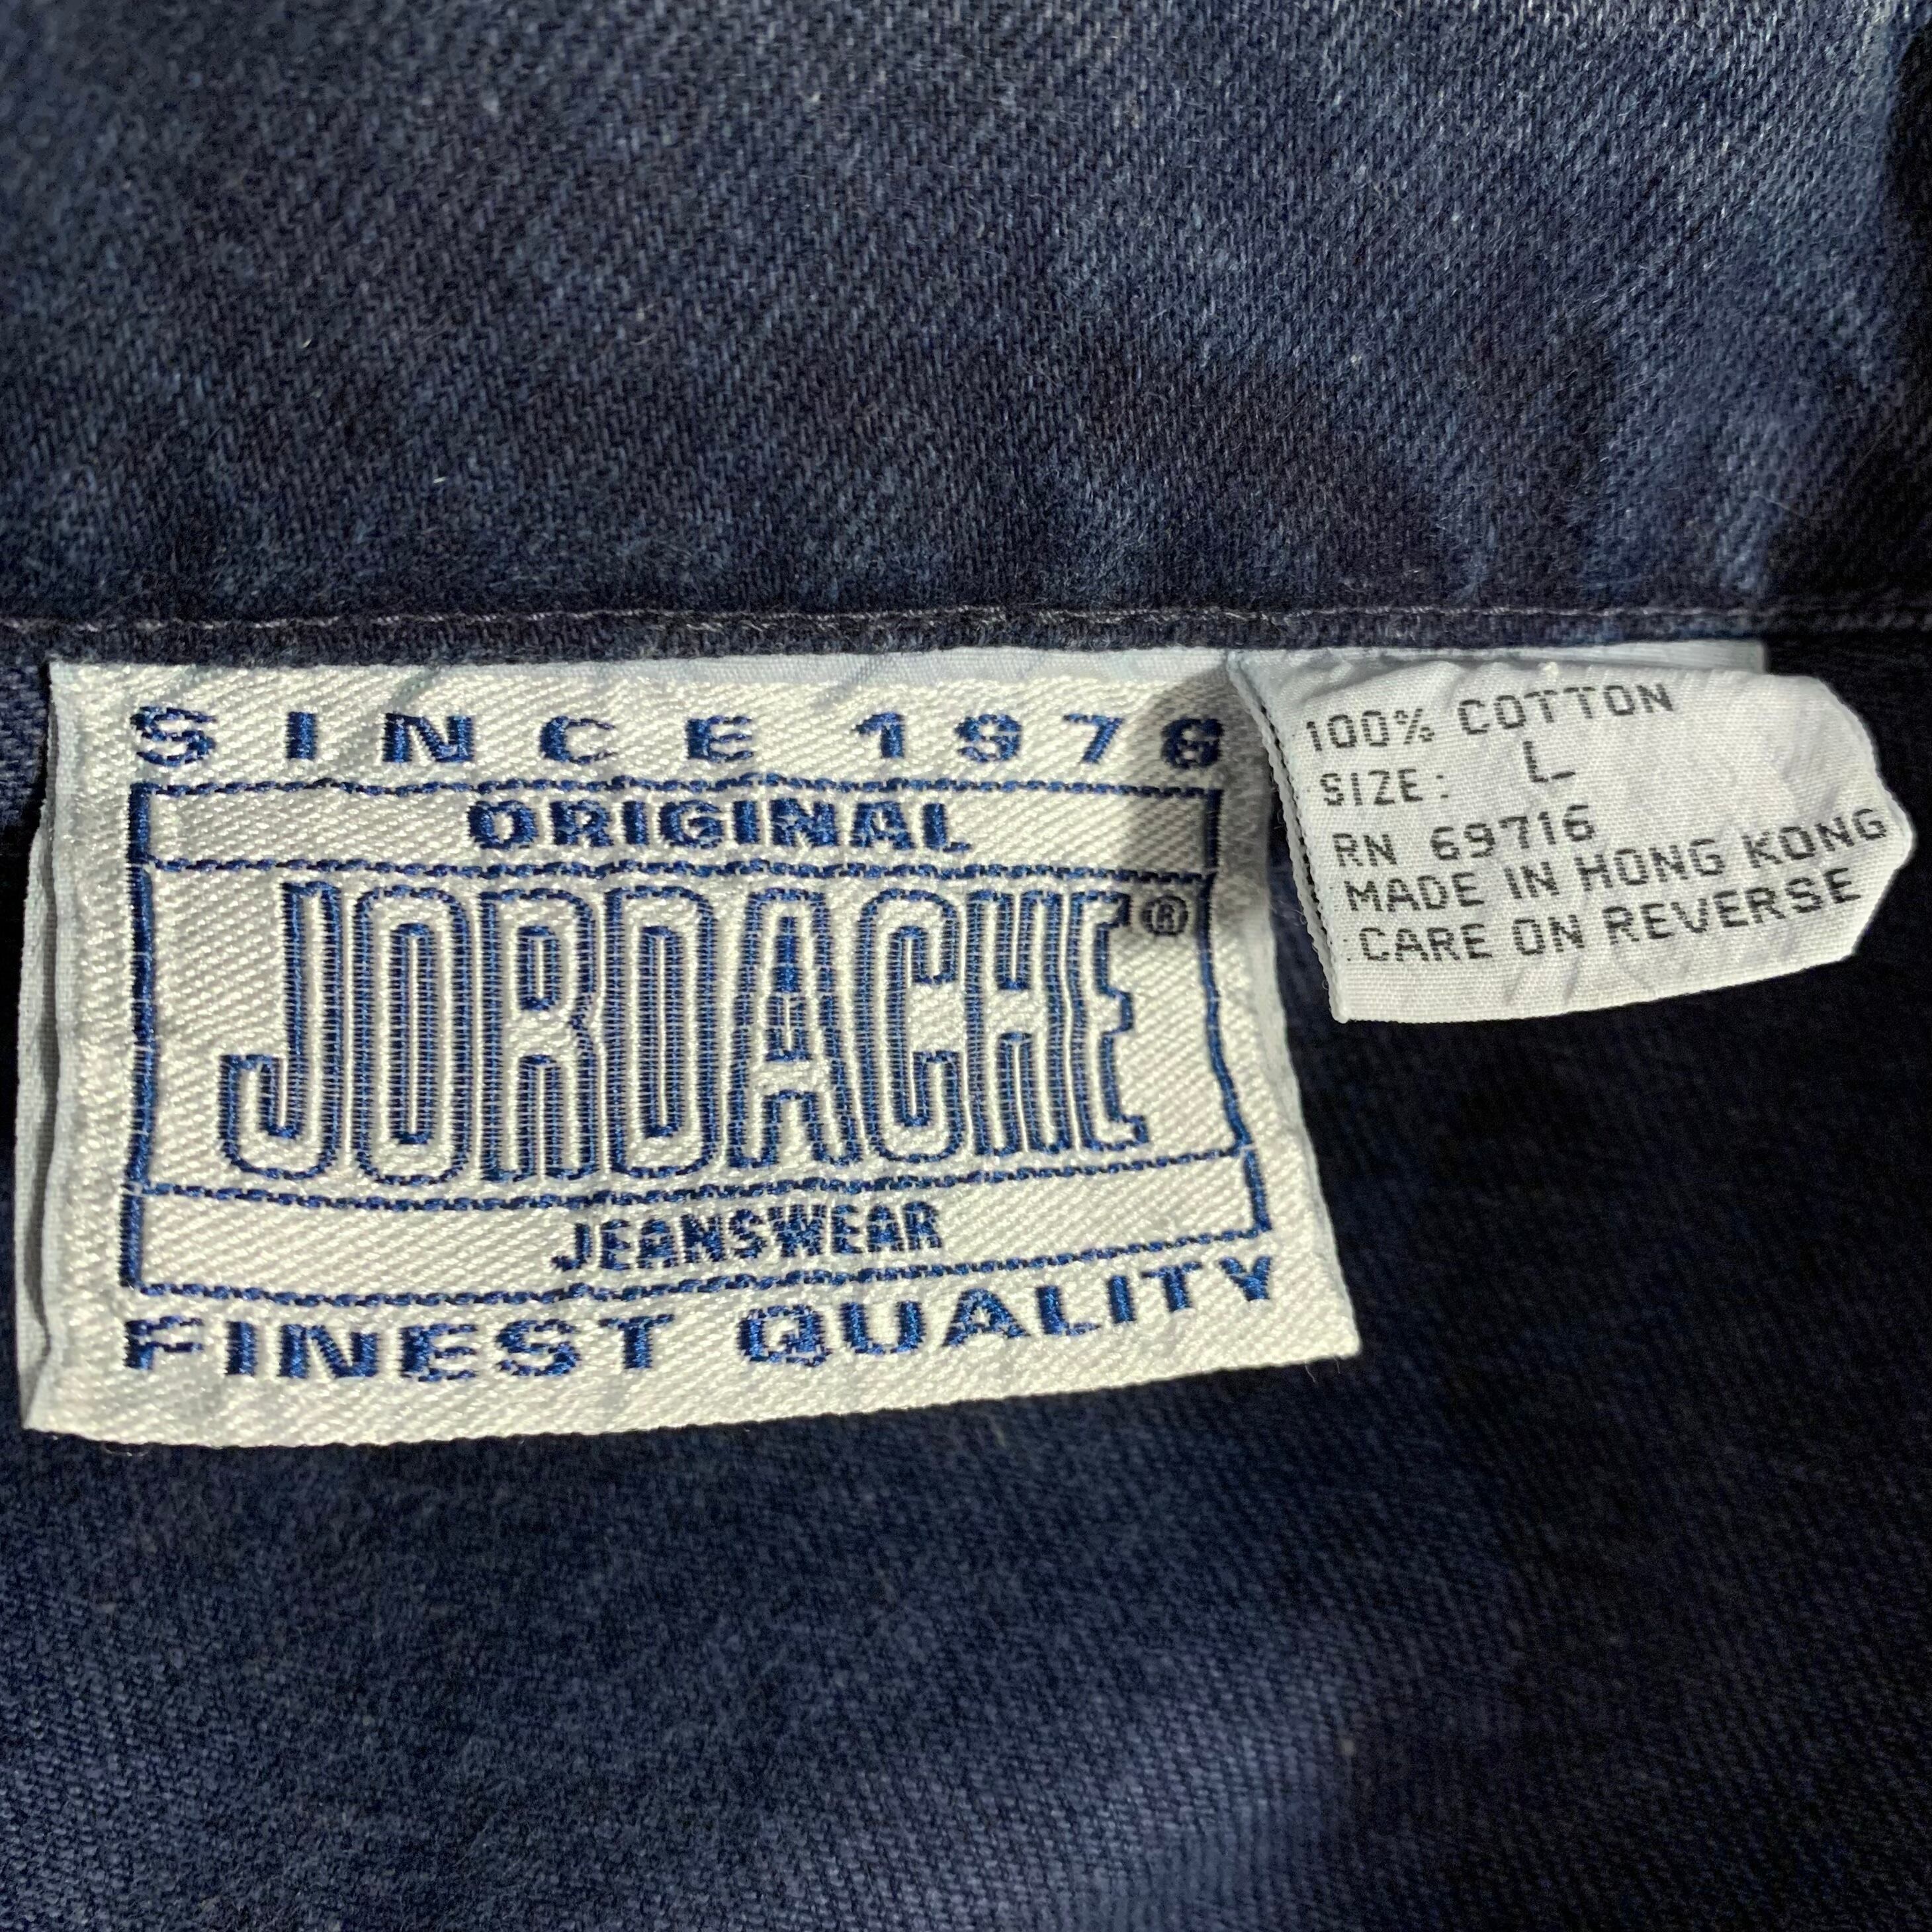 SINCE 1978
ORIGINAL
JORDACHE®
JEANSWEAR
FINEST QUALITY
100% COTTON
SIZE: L
RN 69716
MADE IN HONG KONG
CARE ON REVERSE